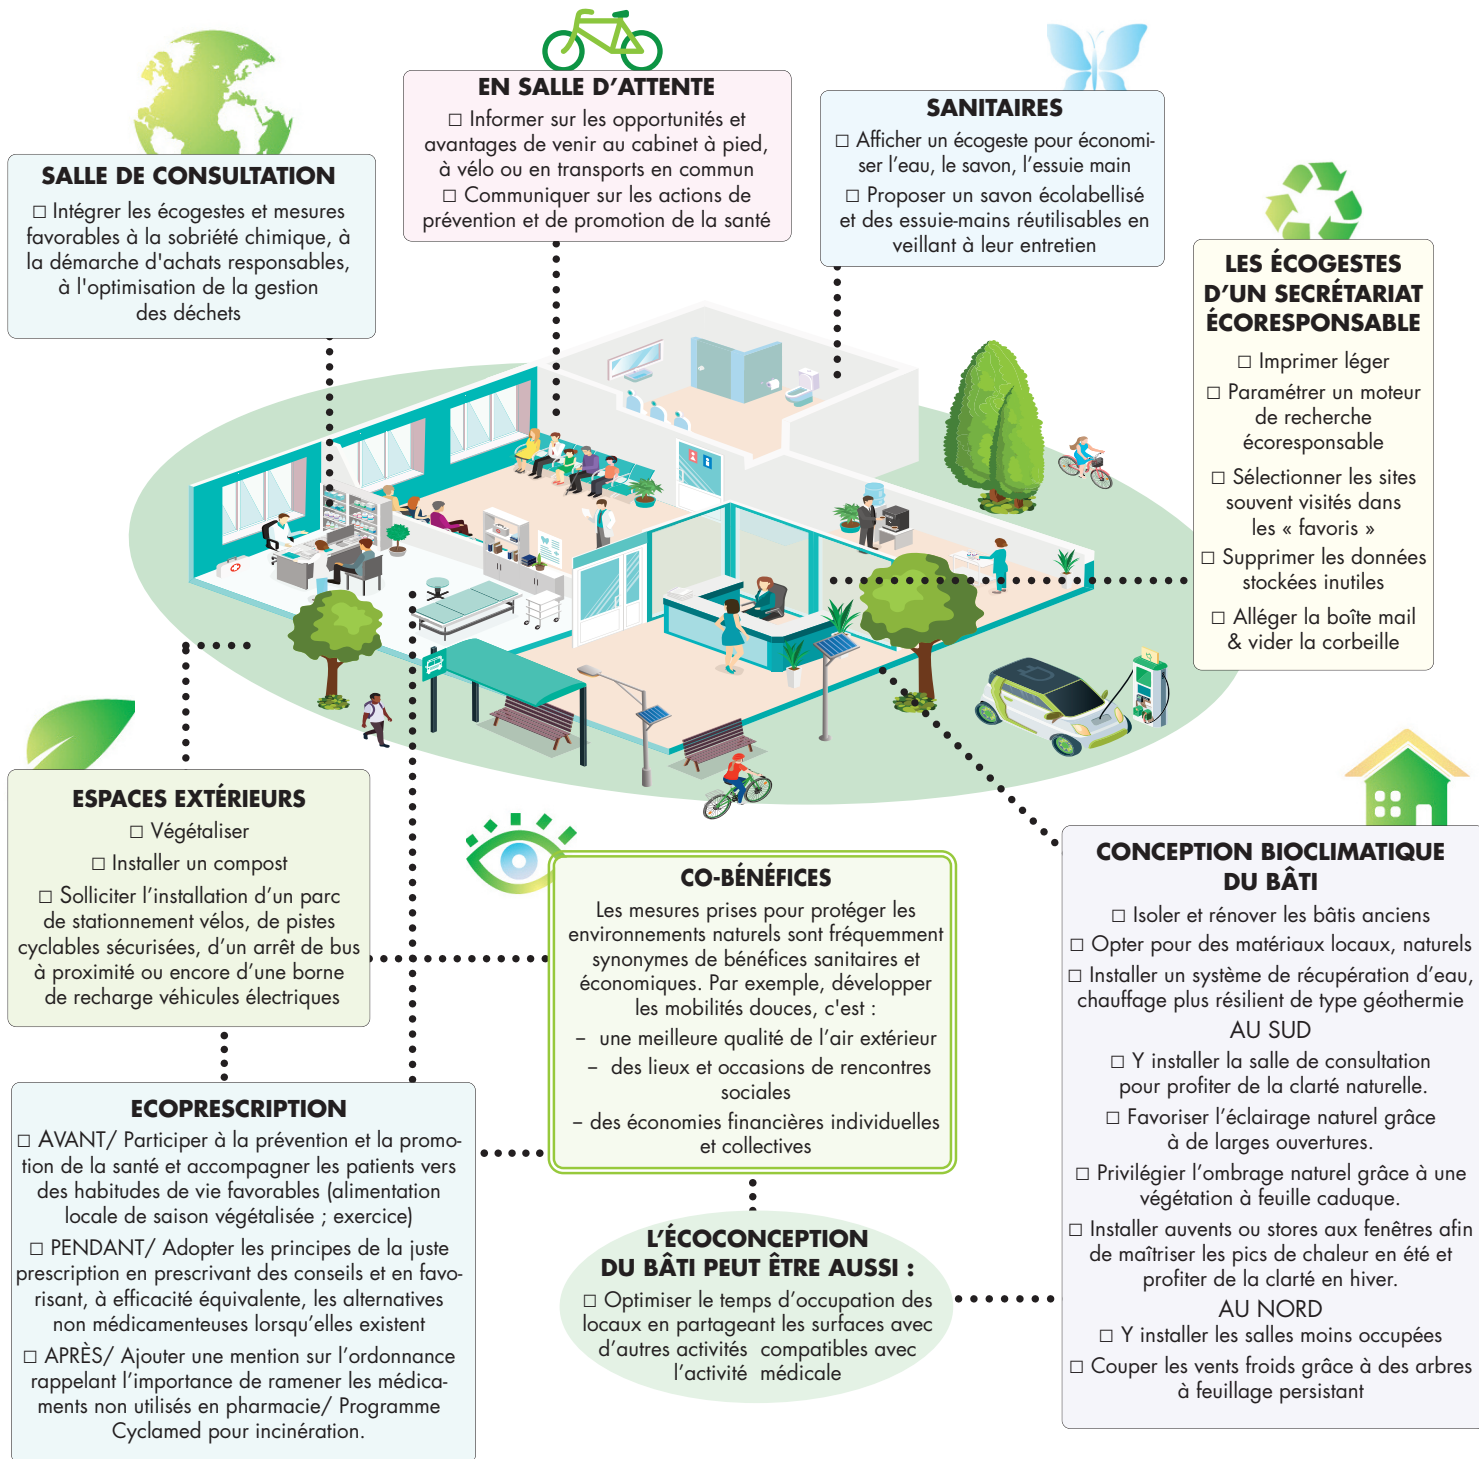 EN SALLE D’ATTENTE
□ Informer sur les opportunités et
avantages de venir au cabinet à pied,
à vélo ou en transports en commun
□ Communiquer sur les actions de
prévention et de promotion de la santé
SANITAIRES
□ Afficher un écogeste pour économi-
ser l’eau, le savon, l’essuie main
□ Proposer un savon écolabellisé
et des essuie-mains réutilisables en
veillant à leur entretien
SALLE DE CONSULTATION
□ Intégrer les écogestes et mesures
favorables à la sobriété chimique, à
la démarche d'achats responsables,
à l'optimisation de la gestion
des déchets
LES ÉCOGESTES
D’UN SECRÉTARIAT
ÉCORESPONSABLE
□ Imprimer léger
□ Paramétrer un moteur
de recherche
écoresponsable
□ Sélectionner les sites
souvent visités dans
les « favoris »
□ Supprimer les données
stockées inutiles
□ Alléger la boîte mail
& vider la corbeille
ESPACES EXTÉRIEURS
□ Végétaliser
□ Installer un compost
□ Solliciter l’installation d’un parc
de stationnement vélos, de pistes
cyclables sécurisées, d’un arrêt de bus
à proximité ou encore d’une borne
de recharge véhicules électriques
CO-BÉNÉFICES
Les mesures prises pour protéger les
environnements naturels sont fréquemment
synonymes de bénéfices sanitaires et
économiques. Par exemple, développer
les mobilités douces, c'est :
– une meilleure qualité de l’air extérieur
– des lieux et occasions de rencontres
sociales
– des économies financières individuelles
et collectives
CONCEPTION BIOCLIMATIQUE
DU BÂTI
□ Isoler et rénover les bâtis anciens
□ Opter pour des matériaux locaux, naturels
□ Installer un système de récupération d’eau,
chauffage plus résilient de type géothermie
AU SUD
□ Y installer la salle de consultation
pour profiter de la clarté naturelle.
□ Favoriser l’éclairage naturel grâce
à de larges ouvertures.
□ Privilégier l’ombrage naturel grâce à une
végétation à feuille caduque.
□ Installer auvents ou stores aux fenêtres afin
de maîtriser les pics de chaleur en été et
profiter de la clarté en hiver.
AU NORD
□ Y installer les salles moins occupées
□ Couper les vents froids grâce à des arbres
à feuillage persistant
ECOPRESCRIPTION
□ AVANT/ Participer à la prévention et la promo-
tion de la santé et accompagner les patients vers
des habitudes de vie favorables (alimentation
locale de saison végétalisée ; exercice)
□ PENDANT/ Adopter les principes de la juste
prescription en prescrivant des conseils et en favo-
risant, à efficacité équivalente, les alternatives
non médicamenteuses lorsqu’elles existent
□ APRÈS/ Ajouter une mention sur l’ordonnance
rappelant l’importance de ramener les médica-
ments non utilisés en pharmacie/ Programme
Cyclamed pour incinération.
L’ÉCOCONCEPTION
DU BÂTI PEUT ÊTRE AUSSI :
□ Optimiser le temps d’occupation des
locaux en partageant les surfaces avec
d’autres activités compatibles avec
l’activité médicale